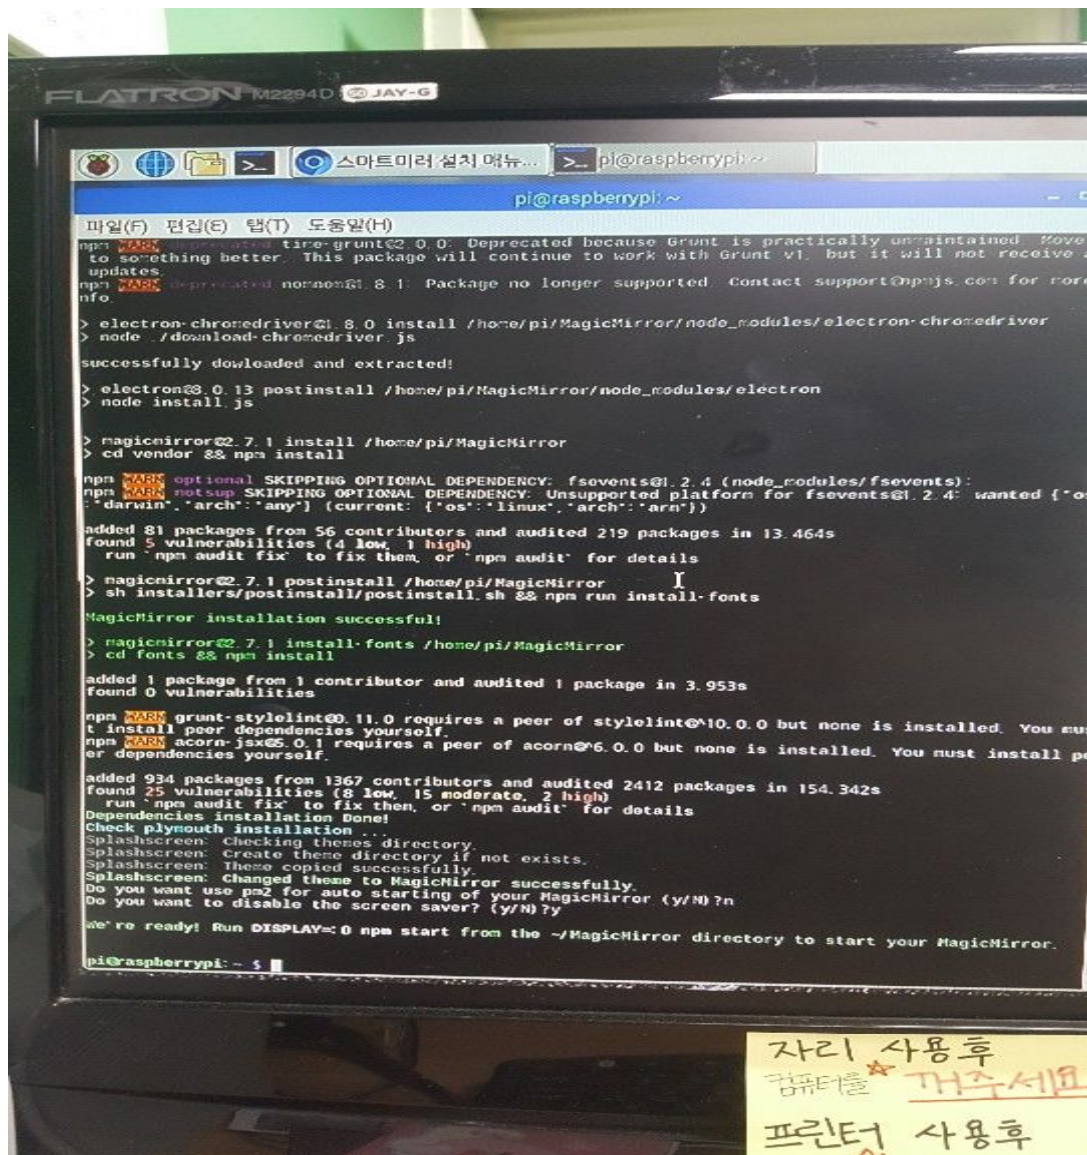 FLATRON M2294D JAY-G
스마트미러 설치 메뉴...
pi@raspberrypi: ~
pi@raspberrypi: ~
파일(F) 편집(E) 탭(T) 도움말(H)
npm WARN deprecated time-grunt@2.0.0: Deprecated because Grunt is practically unmaintained. Move
to something better. This package will continue to work with Grunt v1, but it will not receive
updates.
npm WARN deprecated nomnom@1.8.1: Package no longer supported. Contact support@npmjs.com for mor
nfo.
> electron-chromedriver@1.8.0 install /home/pi/MagicMirror/node_modules/electron-chromedriver
> node ./download-chromedriver.js
successfully dowloaded and extracted!
> electron@3.0.13 postinstall /home/pi/MagicMirror/node_modules/electron
> node install.js
> magicmirror@2.7.1 install /home/pi/MagicMirror
> cd vendor && npm install
npm WARN optional SKIPPING OPTIONAL DEPENDENCY: fsevents@1.2.4 (node_modules/fsevents):
npm WARN notsup SKIPPING OPTIONAL DEPENDENCY: Unsupported platform for fsevents@1.2.4: wanted {"o
:"darwin","arch":"any"} (current: {"os":"linux","arch":"arm"})
added 81 packages from 56 contributors and audited 219 packages in 13.464s
found 5 vulnerabilities (4 low, 1 high)
run `npm audit fix` to fix them, or `npm audit` for details
> magicmirror@2.7.1 postinstall /home/pi/MagicMirror
> sh installers/postinstall/postinstall.sh && npm run install-fonts
MagicMirror installation successful!
> magicmirror@2.7.1 install-fonts /home/pi/MagicMirror
> cd fonts && npm install
added 1 package from 1 contributor and audited 1 package in 3.953s
found 0 vulnerabilities
npm WARN grunt-stylelint@0.11.0 requires a peer of stylelint@^10.0.0 but none is installed. You mus
t install peer dependencies yourself.
npm WARN acorn-jsx@5.0.1 requires a peer of acorn@^6.0.0 but none is installed. You must install pe
er dependencies yourself.
added 934 packages from 1367 contributors and audited 2412 packages in 154.342s
found 25 vulnerabilities (8 low, 15 moderate, 2 high)
run `npm audit fix` to fix them, or `npm audit` for details
Dependencies installation Done!
Check plymouth installation ...
Splashscreen: Checking themes directory.
Splashscreen: Create theme directory if not exists.
Splashscreen: Theme copied successfully.
Splashscreen: Changed theme to MagicMirror successfully.
Do you want use pm2 for auto starting of your MagicMirror (y/N)?n
Do you want to disable the screen saver? (y/N)?y
We're ready! Run DISPLAY=:0 npm start from the ~/MagicMirror directory to start your MagicMirror.
pi@raspberrypi:~ $
자리 사용후
컴퓨터를 꺼주세요
프린터 사용후